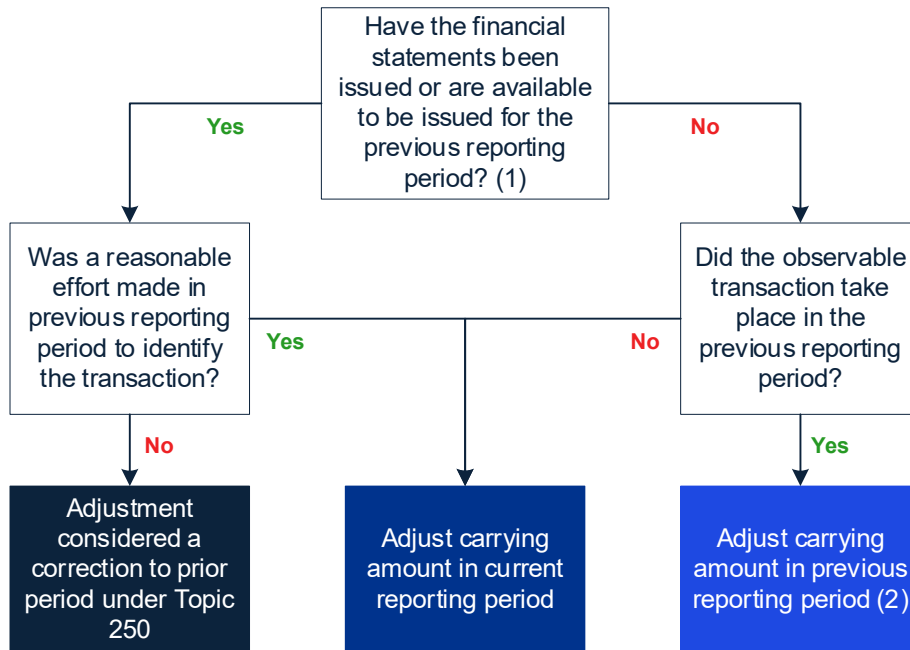 Have the financial
statements been
issued or are available
to be issued for the
previous reporting
period? (1)
Yes
No
Was a reasonable
effort made in
previous reporting
period to identify
the transaction?
Did the observable
transaction take
place in the
previous reporting
period?
Yes
No
No
Yes
Adjustment
considered a
correction to prior
period under Topic
250
Adjust carrying
amount in current
reporting period
Adjust carrying
amount in previous
reporting period (2)